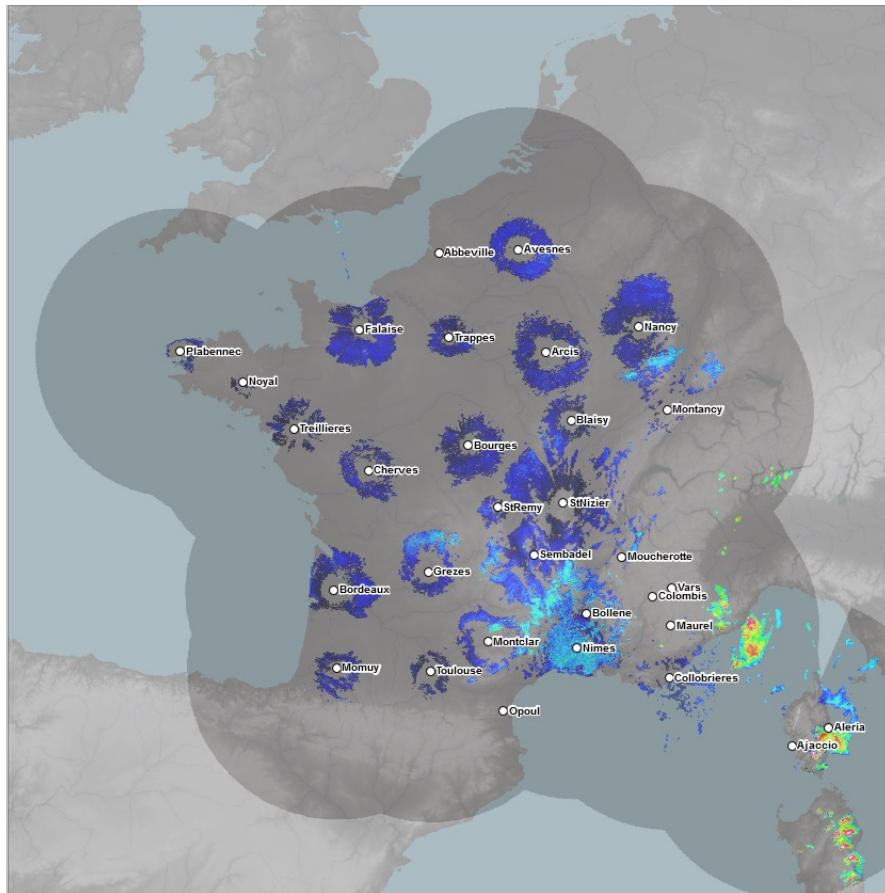 Avesnes
Abbeville
Nancy
Falaise
Trappes
Plabennec
Arcis
Noyal
Montancy
Blaisy
Treillieres
Bourges
Cherves
StNizier
StRemy
Sembadel
Moucherotte
Grezes
Vars
Bordeaux
Colombis
Bollene
Maurel
Montclar
Nimes
Momuy
Toulouse
Collobrieres
Opoul
Aleria
Ajaccio